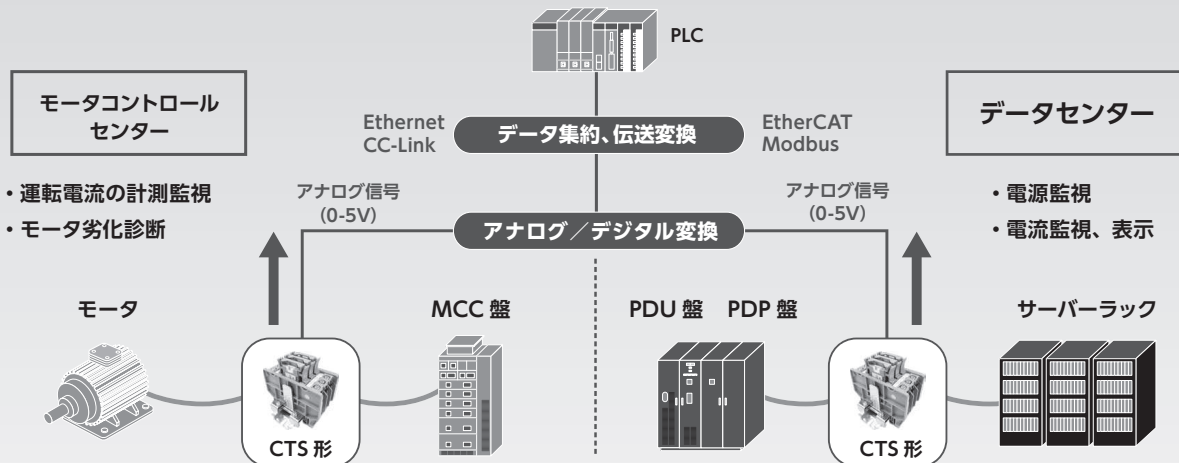 PLC
モータコントロール
センター
データセンター
Ethernet
CC-Link
データ集約、伝送変換
EtherCAT
Modbus
・運転電流の計測監視
・モータ劣化診断
アナログ信号
(0-5V)
アナログ/デジタル変換
アナログ信号
(0-5V)
・電源監視
・電流監視、表示
モータ
MCC 盤
PDU 盤 PDP 盤
サーバーラック
CTS 形
CTS 形